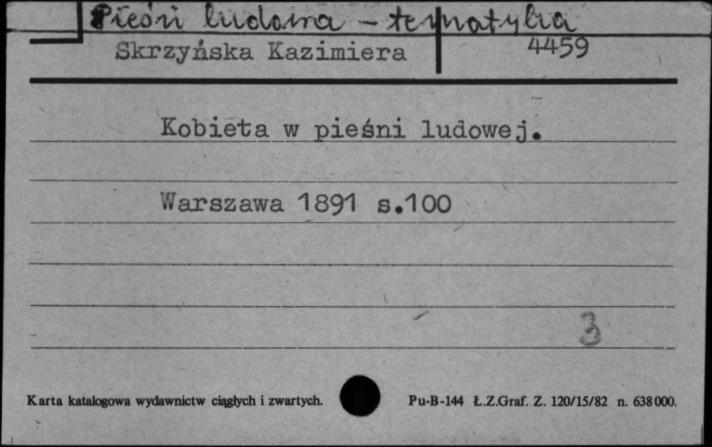 Pieśń ludowa - tematyka
Skrzyńska Kazimiera
4459
Kobieta w pieśni ludowej.
Warszawa 1891 s.100
3
Karta katalogowa wydawnictw ciągłych i zwartych.
Pu-B-144 Ł.Z.Graf. Z. 120/15/82 n. 638000.